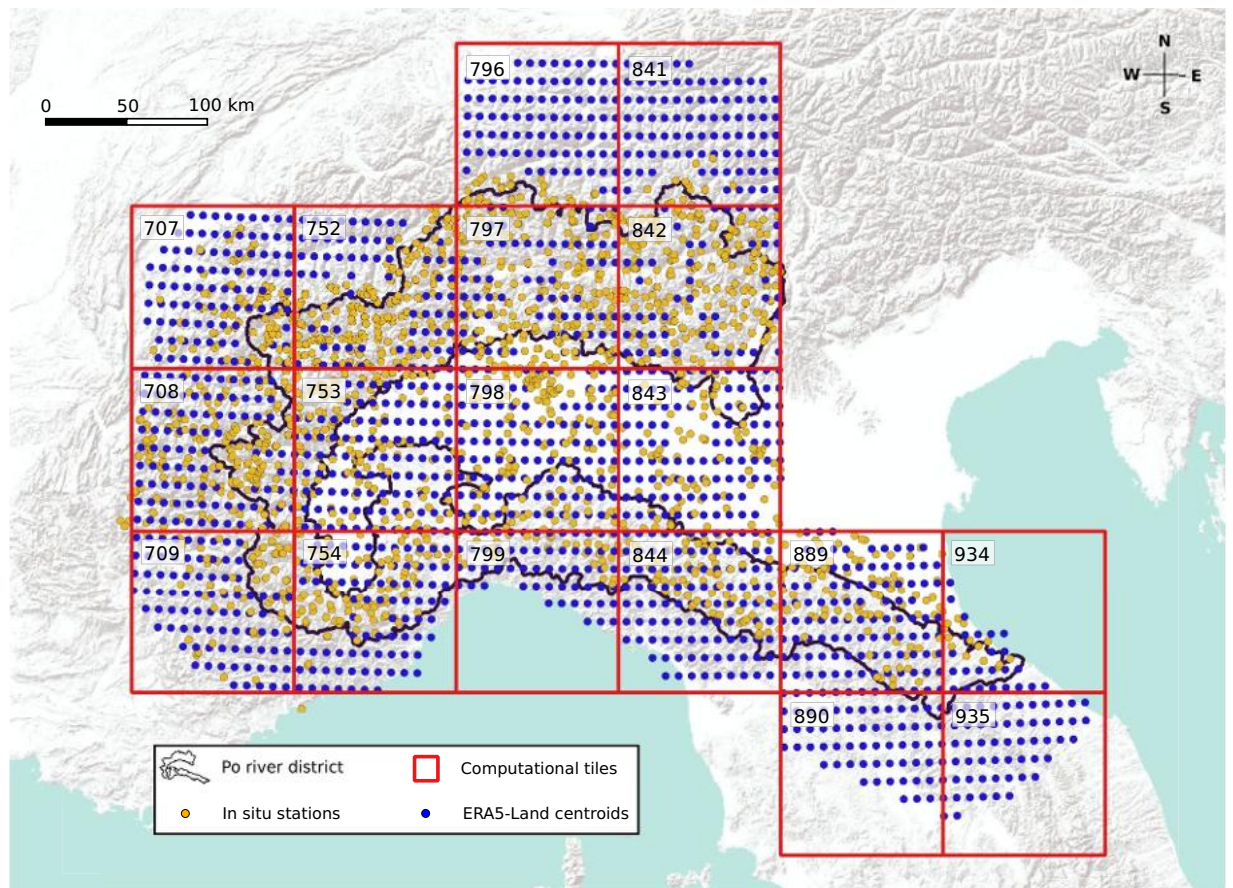 N
W E
S
0 50 100 km
796 841
707 752 797 842
708 753 798 843
709 754 799 844 889 934
890 935
Po river district
Computational tiles
In situ stations
ERA5-Land centroids